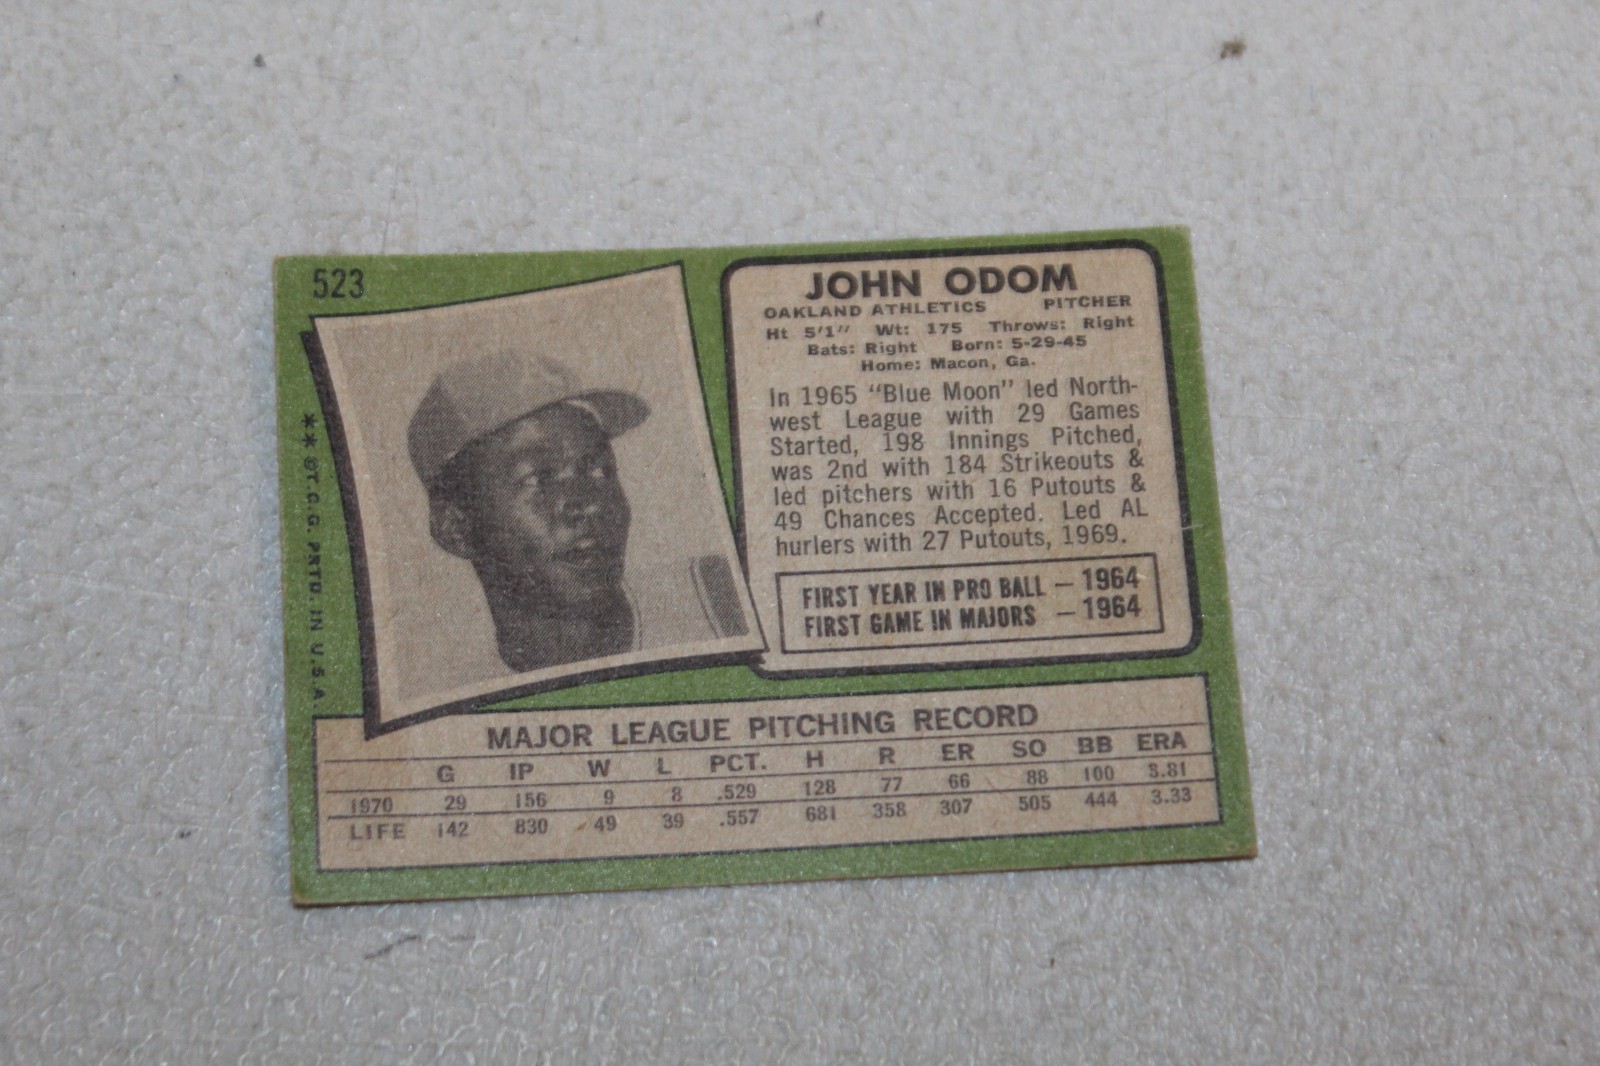 523
JOHN ODOM
OAKLAND ATHLETICS PITCHER
Ht 5'1" Wt: 175 Throws: Right
Bats: Right Born: 5-29-45
Home: Macon, Ga.
In 1965 "Blue Moon" led North-
west League with 29 Games
Started, 198 Innings Pitched,
was 2nd with 184 Strikeouts &
led pitchers with 16 Putouts &
49 Chances Accepted. Led AL
hurlers with 27 Putouts, 1969.
FIRST YEAR IN PRO BALL — 1964
FIRST GAME IN MAJORS — 1964
**©T.C.G. PRTD. IN U.S.A.
MAJOR LEAGUE PITCHING RECORD
G IP W L PCT. H R ER SO BB ERA
1970 29 156 9 8 .529 128 77 66 88 100 3.81
LIFE 142 830 49 39 .557 681 358 307 505 444 3.33